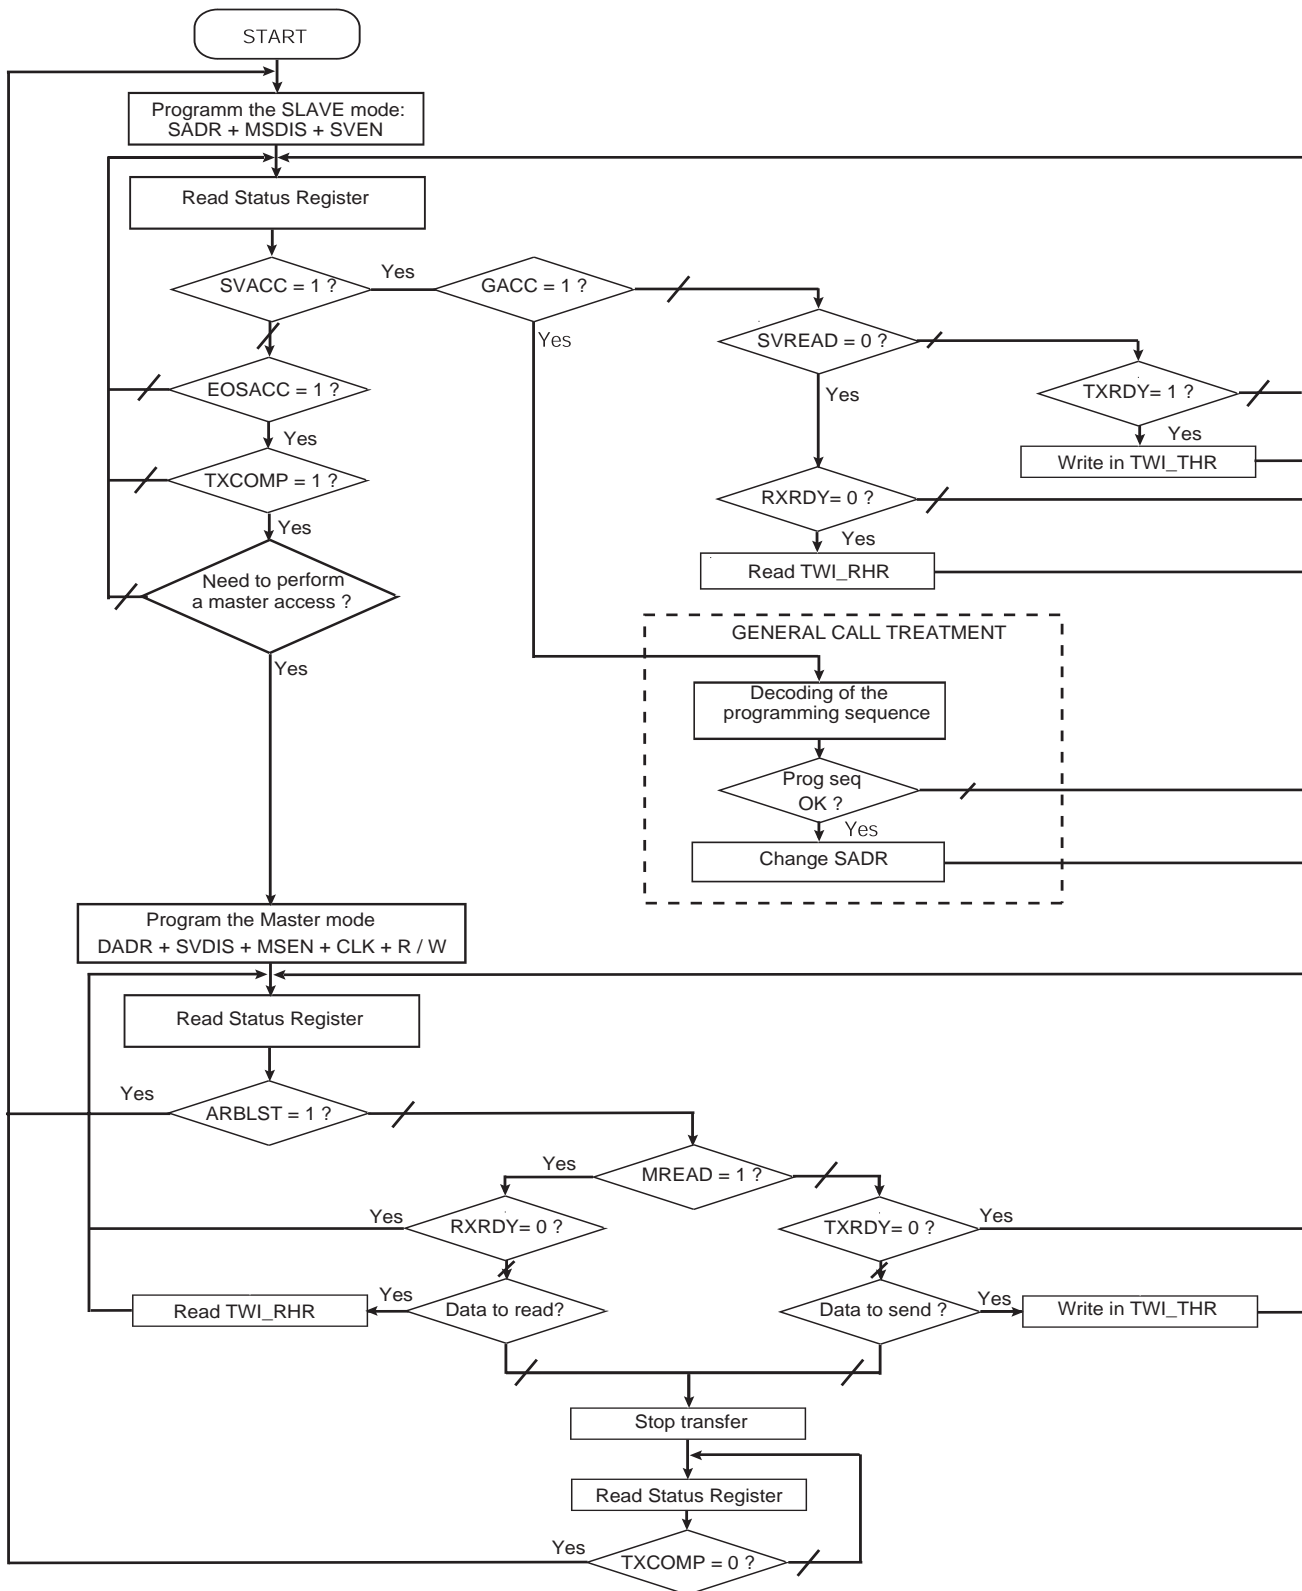 START
Programm the SLAVE mode:
SADR + MSDIS + SVEN
Read Status Register
SVACC = 1 ?
Yes
GACC = 1 ?
SVREAD = 0 ?
Yes
EOSACC = 1 ?
Yes
TXRDY= 1 ?
Yes
Yes
Write in TWI_THR
TXCOMP = 1 ?
RXRDY= 0 ?
Yes
Yes
Read TWI_RHR
Need to perform
a master access ?
Yes
GENERAL CALL TREATMENT
Decoding of the
programming sequence
Prog seq
OK ?
Yes
Change SADR
Program the Master mode
DADR + SVDIS + MSEN + CLK + R / W
Read Status Register
Yes
ARBLST = 1 ?
Yes
MREAD = 1 ?
Yes
RXRDY= 0 ?
TXRDY= 0 ?
Yes
Read TWI_RHR
Yes
Data to read?
Data to send ?
Yes
Write in TWI_THR
Stop transfer
Read Status Register
Yes
TXCOMP = 0 ?